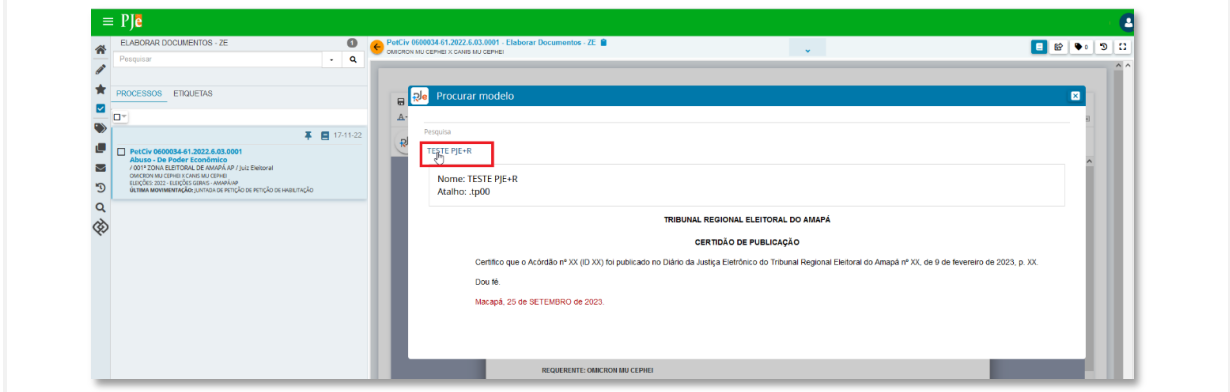 PJe
ELABORAR DOCUMENTOS - ZE
1
Pesquisar
PROCESSOS ETIQUETAS
17-11-22
PetCiv 0600034-61.2022.6.03.0001
Abuso - De Poder Econômico
/ 001ª ZONA ELEITORAL DE AMAPÁ AP / Juiz Eleitoral
OMICRON MU CEPHEI X CANIS MU CEPHEI
ELEIÇÕES: 2022 - ELEIÇÕES GERAIS - AMAPÁ/AP
ÚLTIMA MOVIMENTAÇÃO: JUNTADA DE PETIÇÃO DE PETIÇÃO DE HABILITAÇÃO
PetCiv 0600034-61.2022.6.03.0001 - Elaborar Documentos - ZE
OMICRON MU CEPHEI X CANIS MU CEPHEI
0
PJe Procurar modelo
Pesquisa
TESTE PJE+R
Nome: TESTE PJE+R
Atalho: .tp00
TRIBUNAL REGIONAL ELEITORAL DO AMAPÁ
CERTIDÃO DE PUBLICAÇÃO
Certifico que o Acórdão nº XX (ID XX) foi publicado no Diário da Justiça Eletrônico do Tribunal Regional Eleitoral do Amapá nº XX, de 9 de fevereiro de 2023, p. XX.
Dou fé.
Macapá, 25 de SETEMBRO de 2023.
REQUERENTE: OMICRON MU CEPHEI